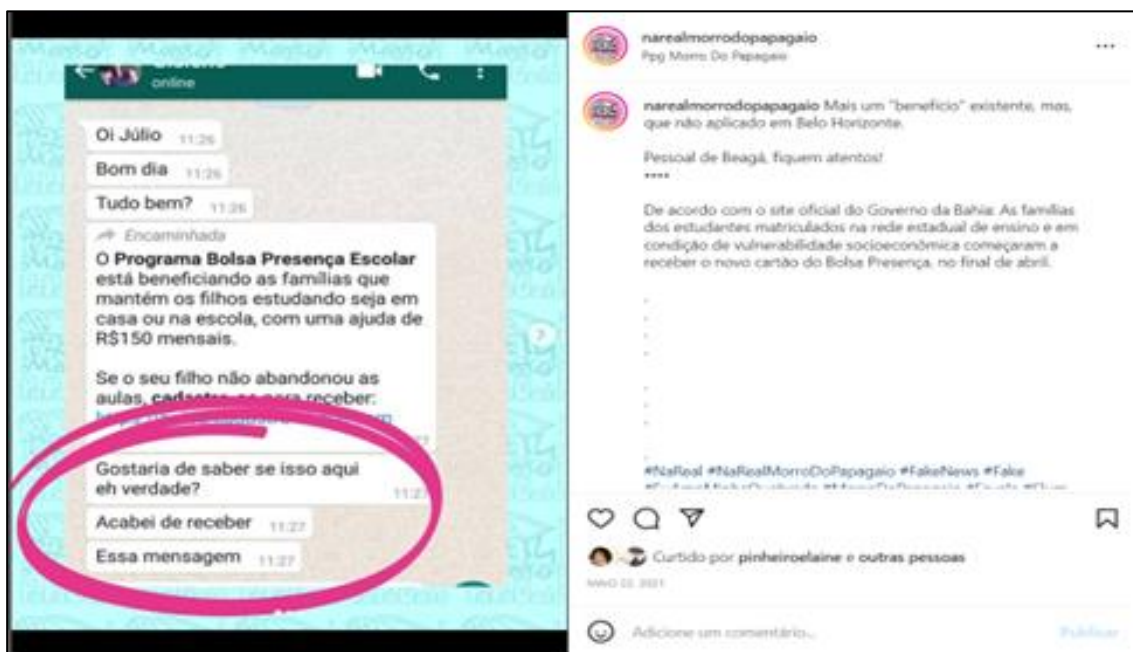 online
Oi Júlio 11:26
Bom dia 11:26
Tudo bem? 11:26
Encaminhada
O Programa Bolsa Presença Escolar
está beneficiando as famílias que
mantém os filhos estudando seja em
casa ou na escola, com uma ajuda de
R$150 mensais.
Se o seu filho não abandonou as
aulas, para receber:
Gostaria de saber se isso aqui
eh verdade? 11:27
Acabei de receber 11:27
Essa mensagem 11:27
narealmorrodopapagaio
Ppg Morro Do Papagaio
narealmorrodopapagaio Mais um "benefício" existente, mas,
que não aplicado em Belo Horizonte.
Pessoal de Beagá, fiquem atentos!
****
De acordo com o site oficial do Governo da Bahia: As famílias
dos estudantes matriculados na rede estadual de ensino e em
condição de vulnerabilidade socioeconômica começaram a
receber o novo cartão do Bolsa Presença, no final de abril.
.
.
.
.
.
.
.
.
#NaReal #NaRealMorroDoPapagaio #FakeNews #Fake
Curtido por pinheiroelaine e outras pessoas
MAIO 22, 2021
Adicione um comentário... Publicar